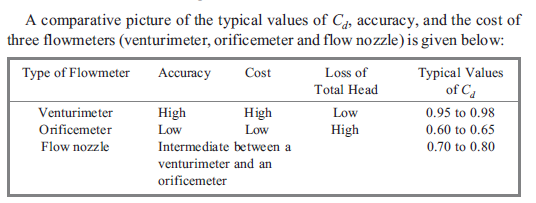 A comparative picture of the typical values of Cd, accuracy, and the cost of
three flowmeters (venturimeter, orificemeter and flow nozzle) is given below:
Type of Flowmeter Accuracy Cost Loss of Typical Values
Total Head of Cd
Venturimeter High High Low 0.95 to 0.98
Orificemeter Low Low High 0.60 to 0.65
Flow nozzle Intermediate between a 0.70 to 0.80
venturimeter and an
orificemeter